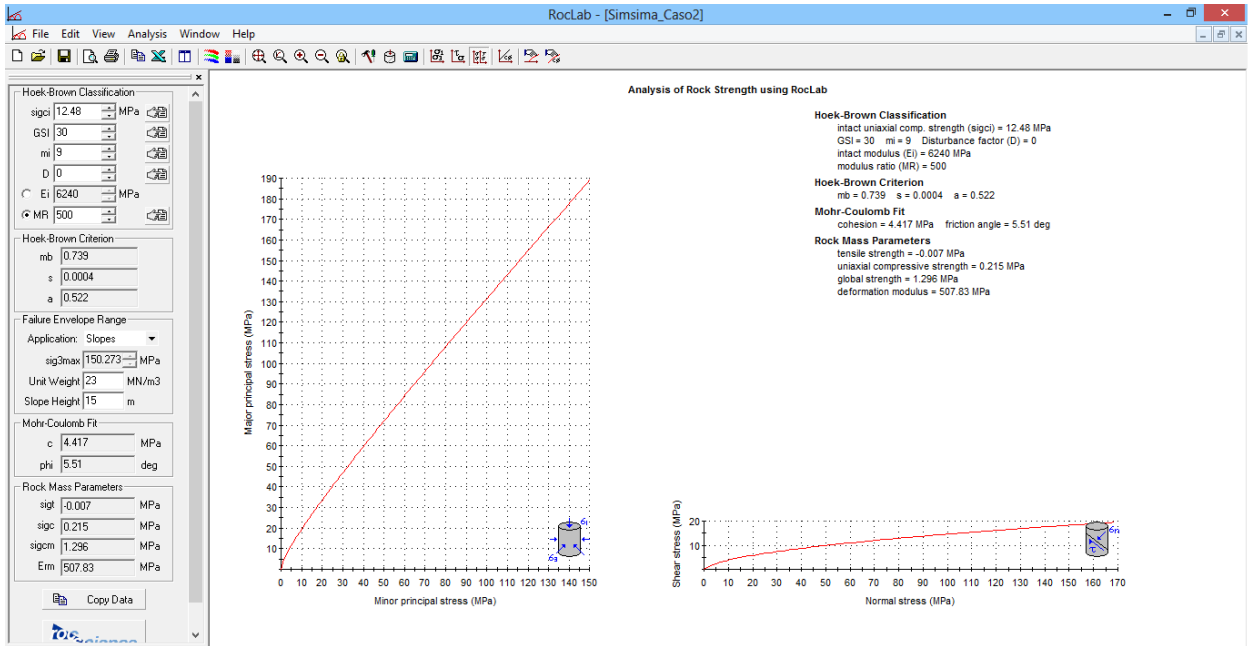 RocLab - [Simsima_Caso2]
File Edit View Analysis Window Help
Hoek-Brown Classification
sigci 12.48 MPa
GSI 30
mi 9
D 0
Ei 6240 MPa
MR 500
Hoek-Brown Criterion
mb 0.739
s 0.0004
a 0.522
Failure Envelope Range
Application: Slopes
sig3max 150.273 MPa
Unit Weight 23 MN/m3
Slope Height 15 m
Mohr-Coulomb Fit
c 4.417 MPa
phi 5.51 deg
Rock Mass Parameters
sigt -0.007 MPa
sigc 0.215 MPa
sigcm 1.296 MPa
Erm 507.83 MPa
Copy Data
Analysis of Rock Strength using RocLab
Hoek-Brown Classification
intact uniaxial comp. strength (sigci) = 12.48 MPa
GSI = 30 mi = 9 Disturbance factor (D) = 0
intact modulus (Ei) = 6240 MPa
modulus ratio (MR) = 500
Hoek-Brown Criterion
mb = 0.739 s = 0.0004 a = 0.522
Mohr-Coulomb Fit
cohesion = 4.417 MPa friction angle = 5.51 deg
Rock Mass Parameters
tensile strength = -0.007 MPa
uniaxial compressive strength = 0.215 MPa
global strength = 1.296 MPa
deformation modulus = 507.83 MPa
Major principal stress (MPa)
190
180
170
160
150
140
130
120
110
100
90
80
70
60
50
40
30
20
10
0 10 20 30 40 50 60 70 80 90 100 110 120 130 140 150
Minor principal stress (MPa)
σ1
σ3
Shear stress (MPa)
20
10
0 10 20 30 40 50 60 70 80 90 100 110 120 130 140 150 160 170
Normal stress (MPa)
σn
τ